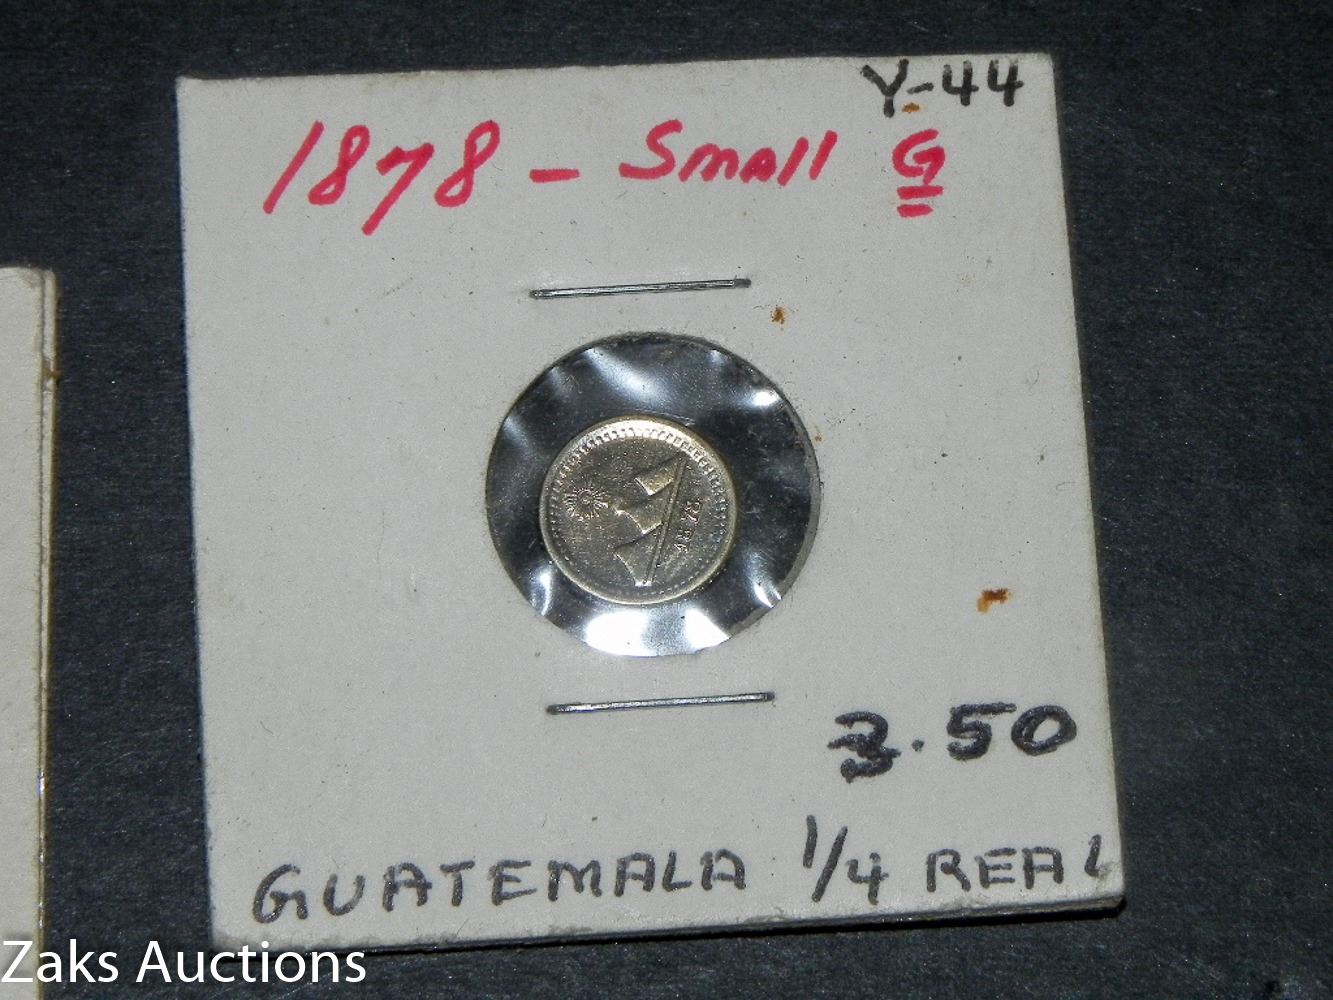 Y-44
1878 - Small G
3.50
GUATEMALA 1/4 REAL
Zaks Auctions